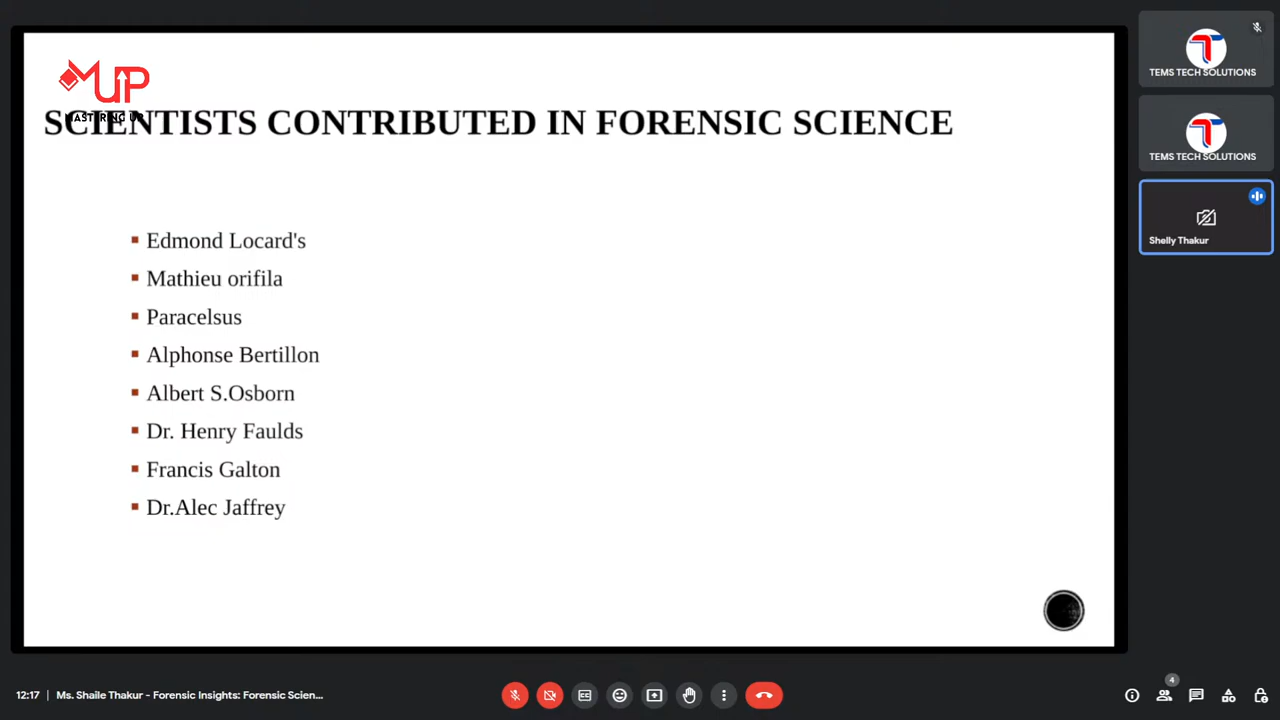 MUP
MASTERING UP
SCIENTISTS CONTRIBUTED IN FORENSIC SCIENCE
Edmond Locard's
Mathieu orifila
Paracelsus
Alphonse Bertillon
Albert S.Osborn
Dr. Henry Faulds
Francis Galton
Dr.Alec Jaffrey
TEMS TECH SOLUTIONS
TEMS TECH SOLUTIONS
Shelly Thakur
12:17 | Ms. Shaile Thakur - Forensic Insights: Forensic Scien...
4